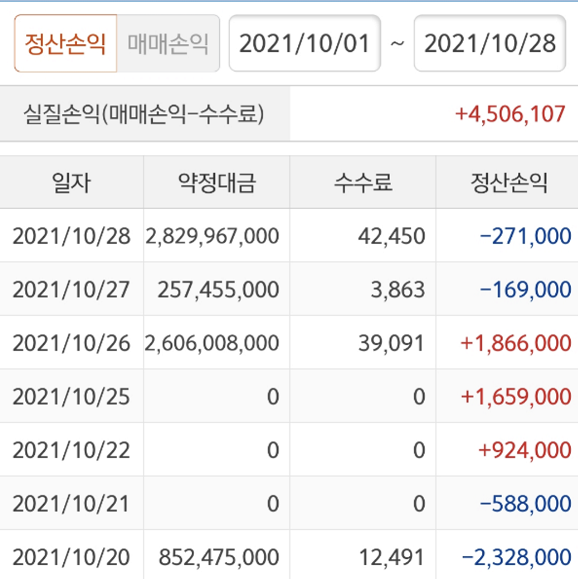 정산손익 매매손익 2021/10/01 ~ 2021/10/28
실질손익(매매손익-수수료) +4,506,107
일자 약정대금 수수료 정산손익
2021/10/28 2,829,967,000 42,450 -271,000
2021/10/27 257,455,000 3,863 -169,000
2021/10/26 2,606,008,000 39,091 +1,866,000
2021/10/25 0 0 +1,659,000
2021/10/22 0 0 +924,000
2021/10/21 0 0 -588,000
2021/10/20 852,475,000 12,491 -2,328,000